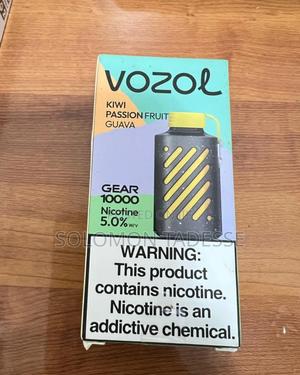 VOZOL
KIWI
PASSION FRUIT
GUAVA
GEAR
10000
Nicotine
5.0% W/V
SOLOMON TADESSE
WARNING:
This product
contains nicotine.
Nicotine is an
addictive chemical.